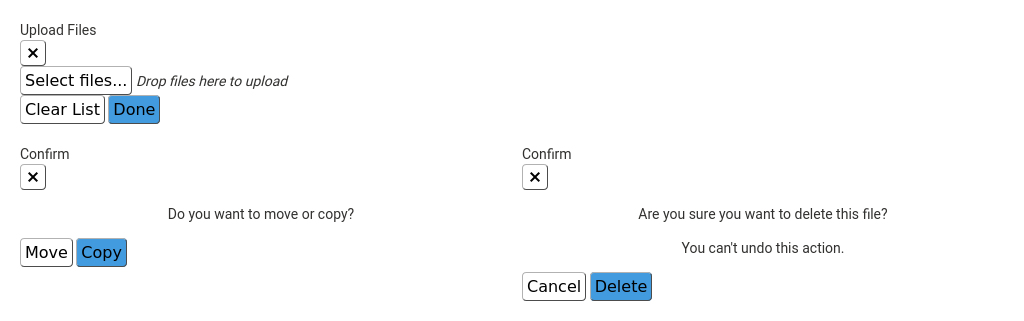 Upload Files
×
Select files... Drop files here to upload
Clear List Done
Confirm
×
Do you want to move or copy?
Move Copy
Confirm
×
Are you sure you want to delete this file?
You can't undo this action.
Cancel Delete